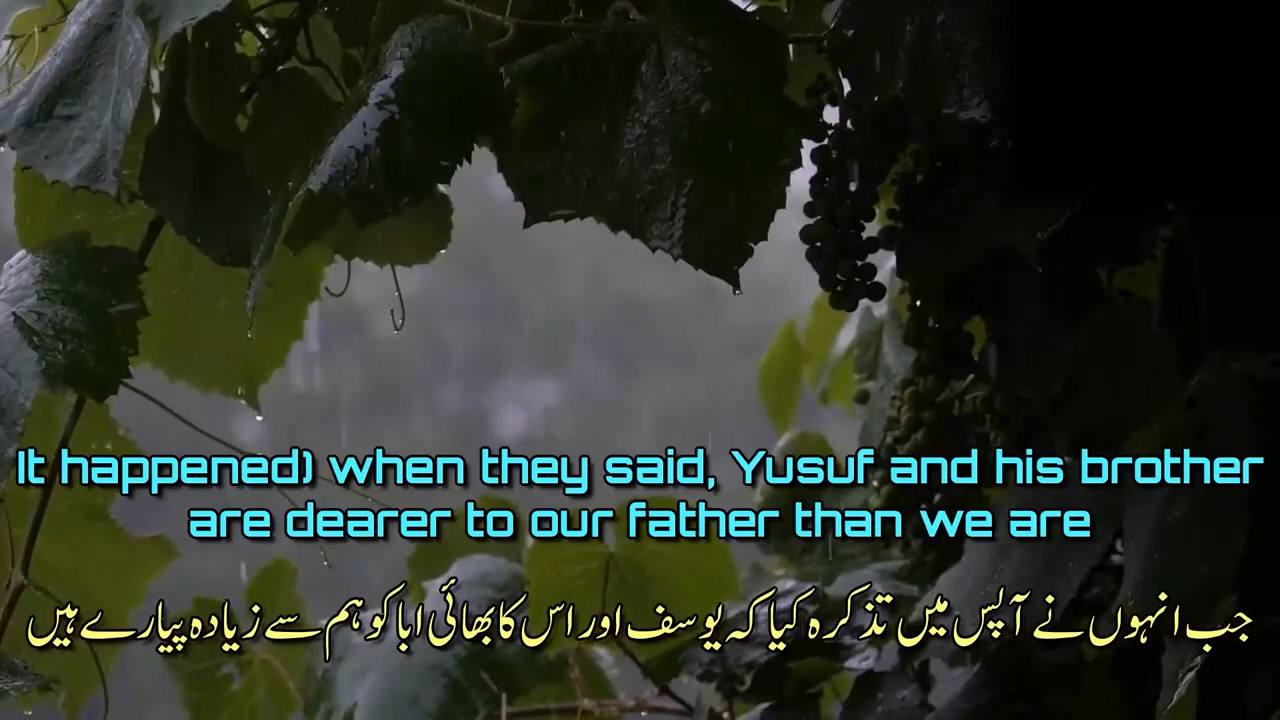 It happened) when they said, Yusuf and his brother
are dearer to our father than we are
جب انہوں نے آپس میں تذکرہ کیا کہ یوسف اور اس کا بھائی ابا کو ہم سے زیادہ پیارے ہیں